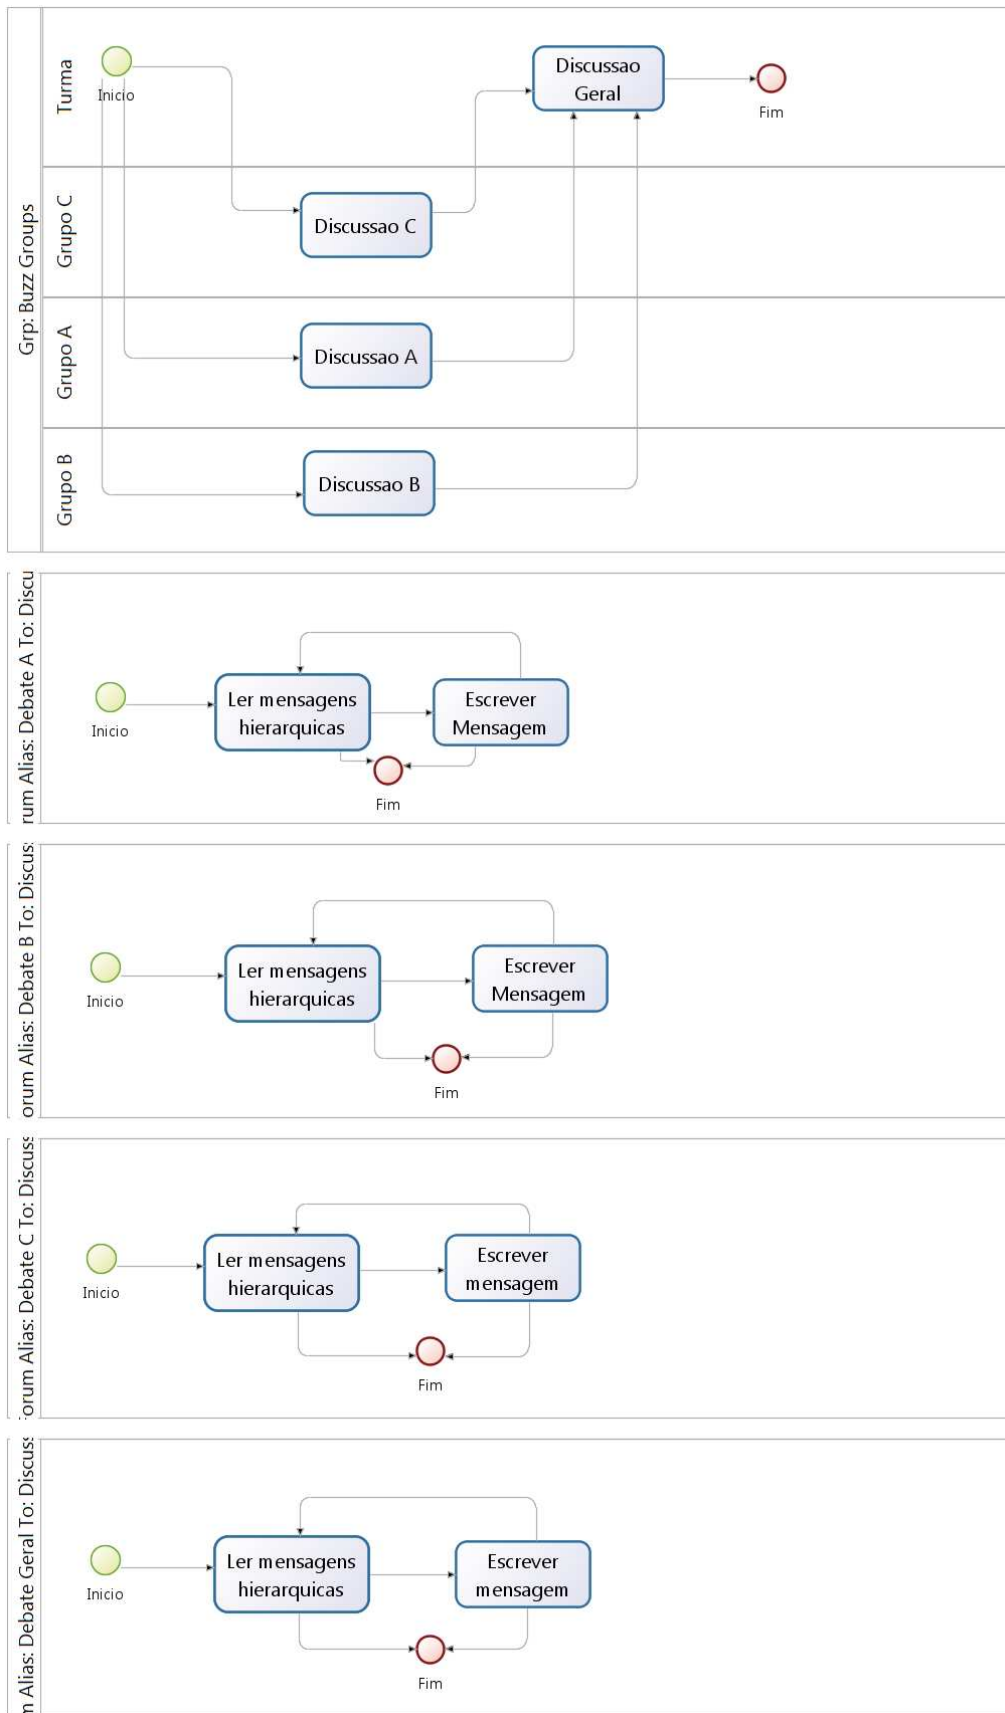 Grp: Buzz Groups
Turma
Inicio
Discussao
Geral
Fim
Grupo C
Discussao C
Grupo A
Discussao A
Grupo B
Discussao B
rum Alias: Debate A To: Discu
Inicio
Ler mensagens
hierarquicas
Escrever
Mensagem
Fim
orum Alias: Debate B To: Discus
Inicio
Ler mensagens
hierarquicas
Escrever
Mensagem
Fim
orum Alias: Debate C To: Discuss
Inicio
Ler mensagens
hierarquicas
Escrever
mensagem
Fim
m Alias: Debate Geral To: Discuss
Inicio
Ler mensagens
hierarquicas
Escrever
mensagem
Fim